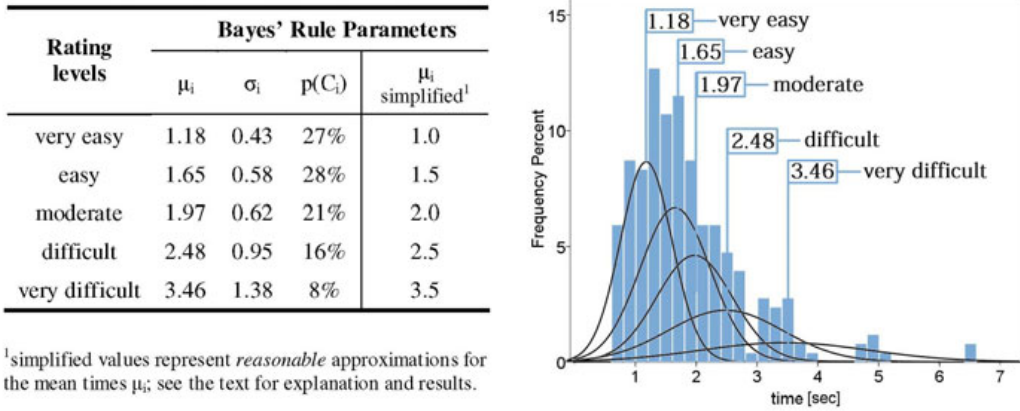 Rating levels
Bayes' Rule Parameters
μi σi p(Ci) μi simplified¹
very easy 1.18 0.43 27% 1.0
easy 1.65 0.58 28% 1.5
moderate 1.97 0.62 21% 2.0
difficult 2.48 0.95 16% 2.5
very difficult 3.46 1.38 8% 3.5
¹simplified values represent reasonable approximations for
the mean times μi; see the text for explanation and results.
15
10
5
0
Frequency Percent
1.18 very easy
1.65 easy
1.97 moderate
2.48 difficult
3.46 very difficult
1 2 3 4 5 6 7
time [sec]